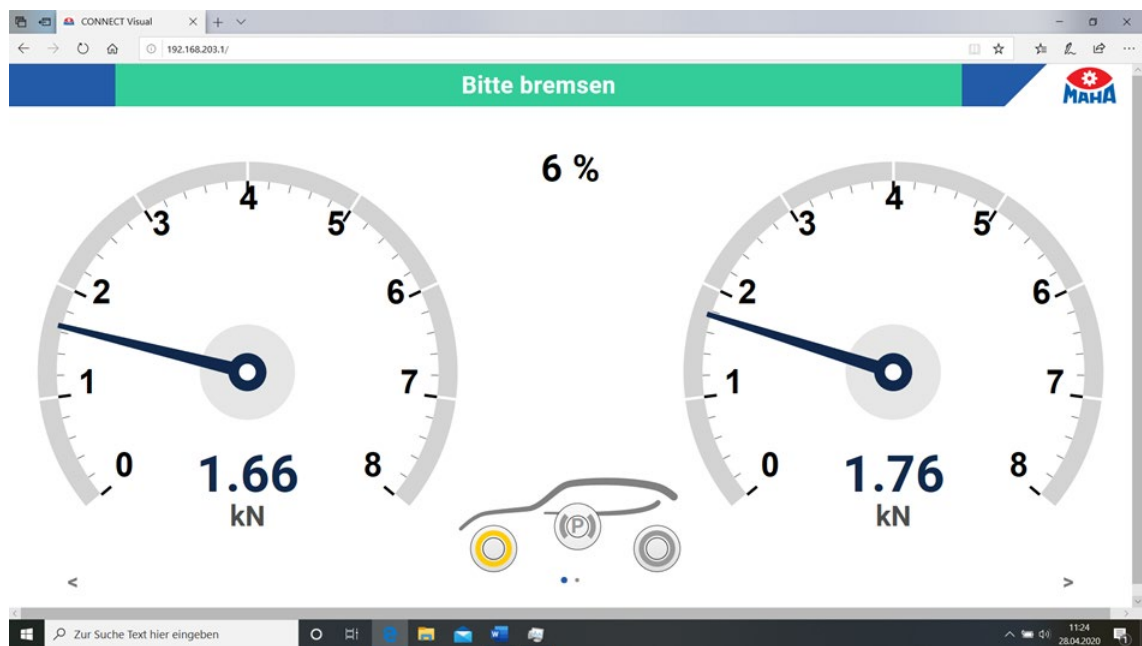 CONNECT Visual
192.168.203.1/
Bitte bremsen
MAHA
6 %
0 1 2 3 4 5 6 7 8
1.66
kN
0 1 2 3 4 5 6 7 8
1.76
kN
P
< >
Zur Suche Text hier eingeben
11:24
28.04.2020